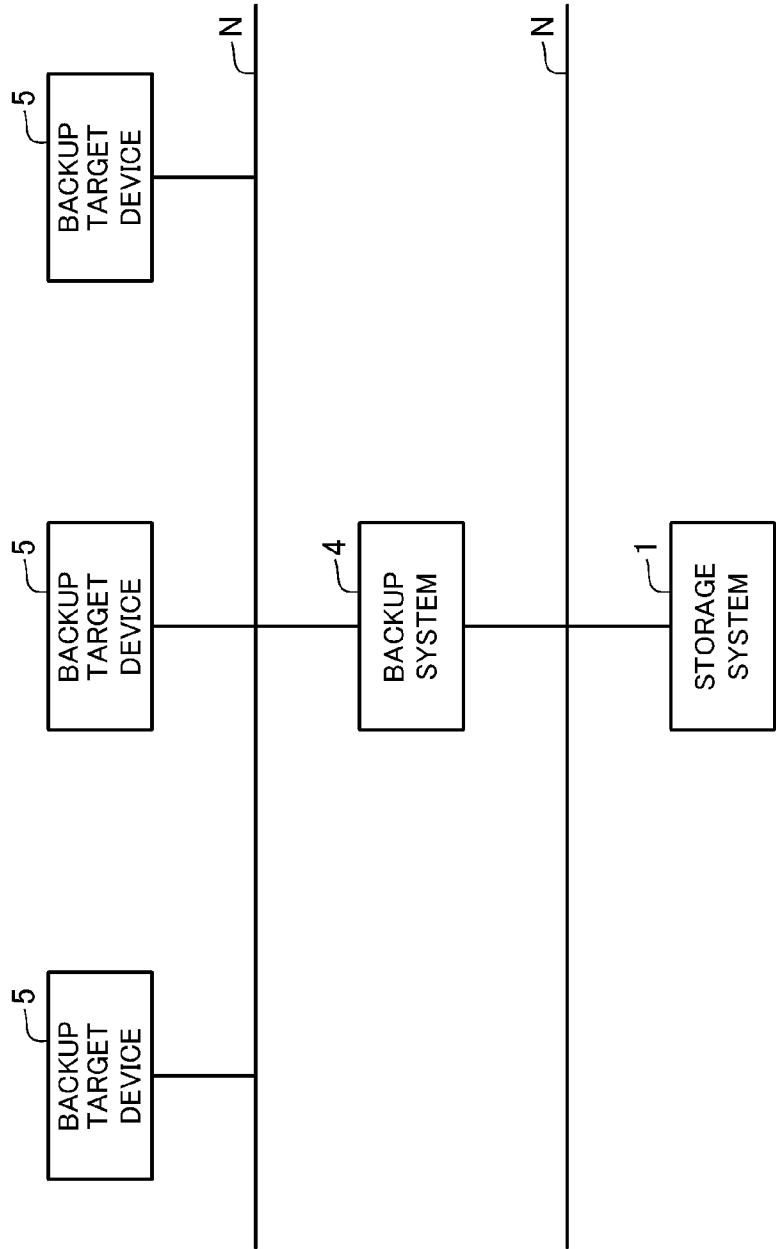 5
BACKUP
TARGET
DEVICE
5
BACKUP
TARGET
DEVICE
5
BACKUP
TARGET
DEVICE
N
4
BACKUP
SYSTEM
N
1
STORAGE
SYSTEM